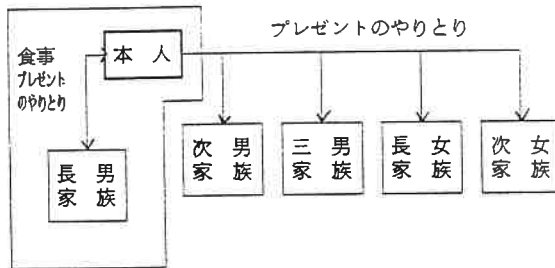 プレゼントのやりとり
本人
食事
プレゼント
のやりとり
長男
家族
次男
家族
三男
家族
長女
家族
次女
家族